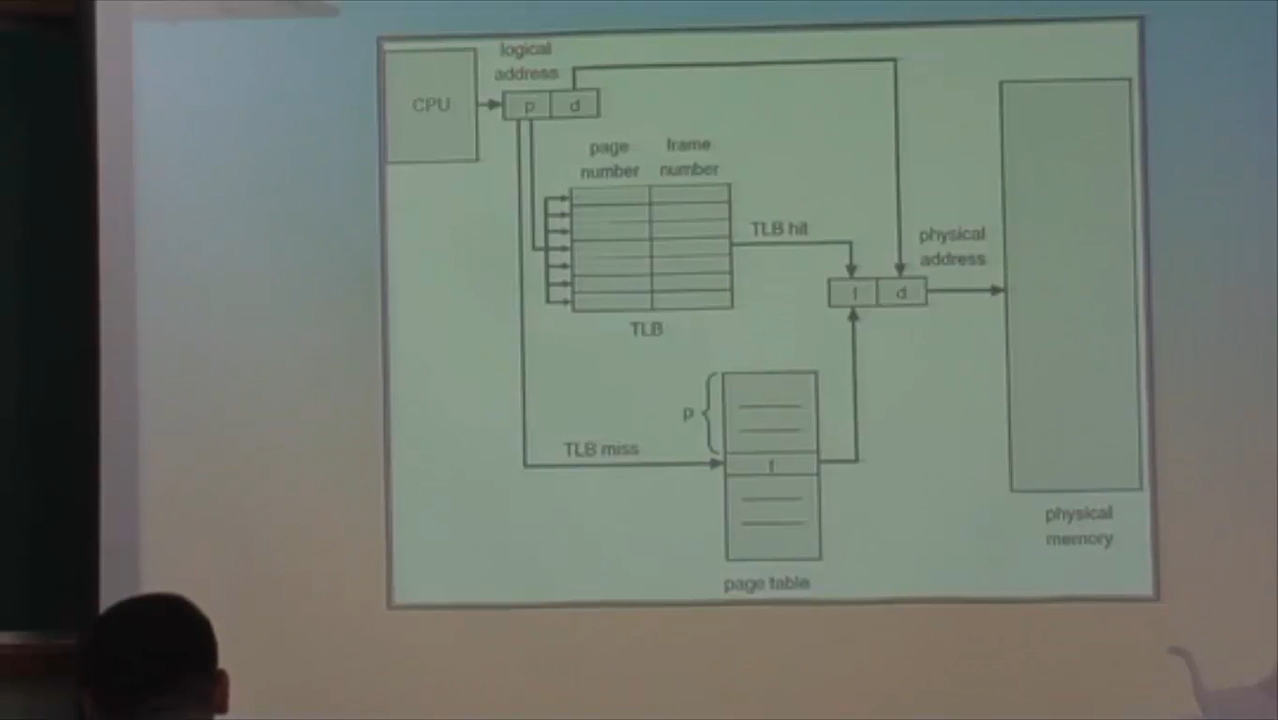 logical
address
CPU
p d
page frame
number number
TLB hit
physical
address
f d
TLB
p
TLB miss
f
physical
memory
page table